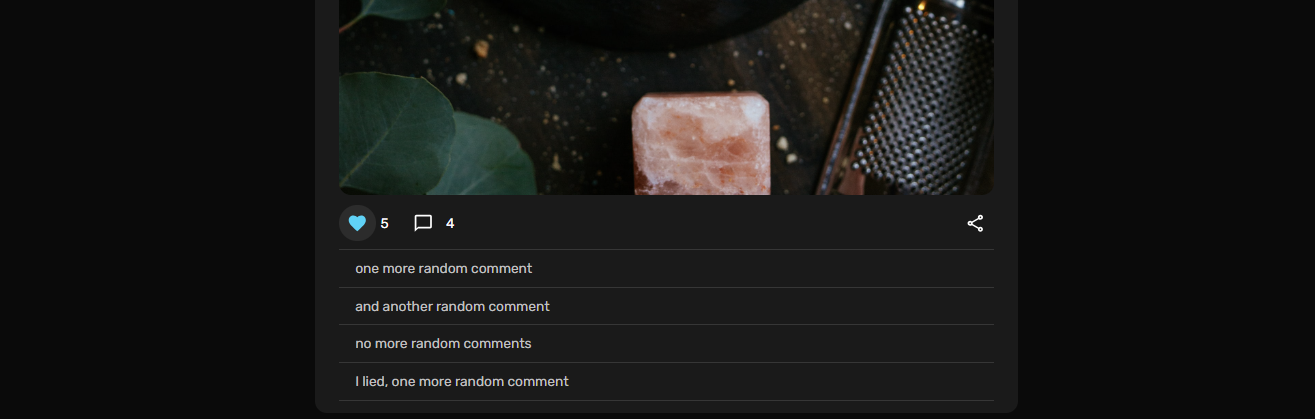 5 4
one more random comment
and another random comment
no more random comments
I lied, one more random comment